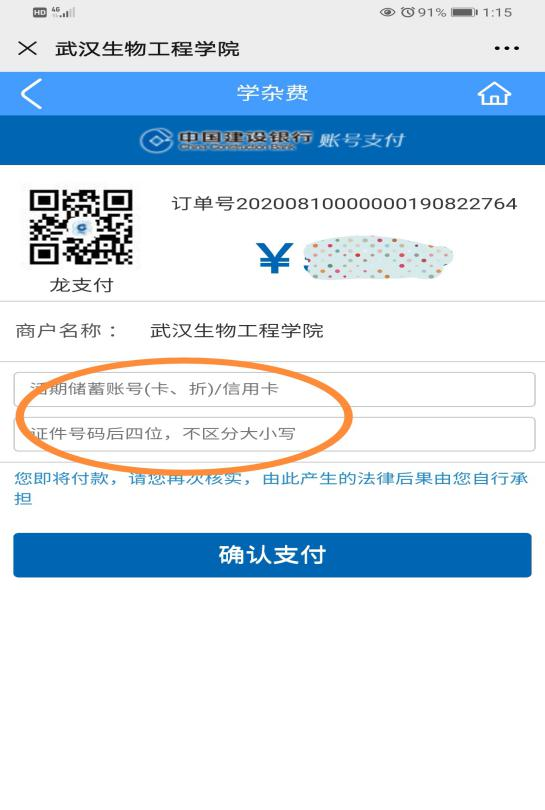 HD 4G 91% 1:15
武汉生物工程学院
学杂费
中国建设银行 账号支付
China Construction Bank
订单号20200810000000190822764
¥
龙支付
商户名称： 武汉生物工程学院
活期储蓄账号(卡、折)/信用卡
证件号码后四位，不区分大小写
您即将付款，请您再次核实，由此产生的法律后果由您自行承
担
确认支付